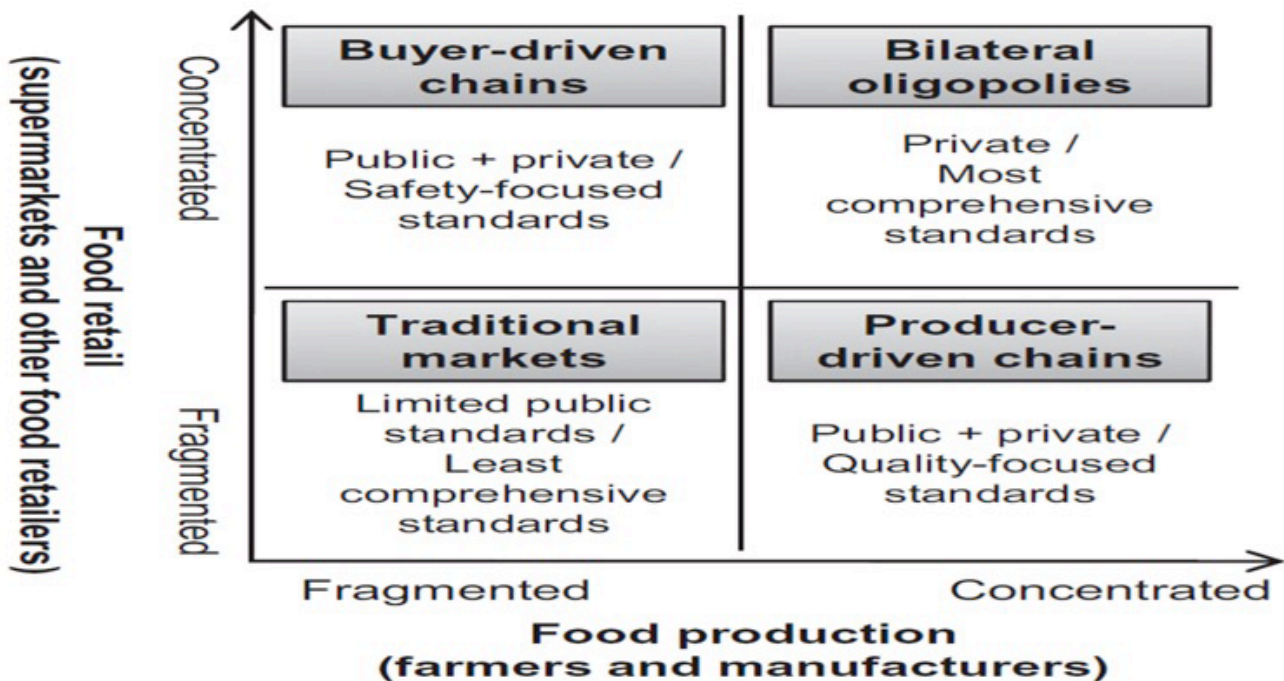 Food retail
(supermarkets and other food retailers)
Concentrated
Fragmented
Buyer-driven
chains
Public + private /
Safety-focused
standards
Bilateral
oligopolies
Private /
Most
comprehensive
standards
Traditional
markets
Limited public
standards /
Least
comprehensive
standards
Producer-
driven chains
Public + private /
Quality-focused
standards
Fragmented
Concentrated
Food production
(farmers and manufacturers)